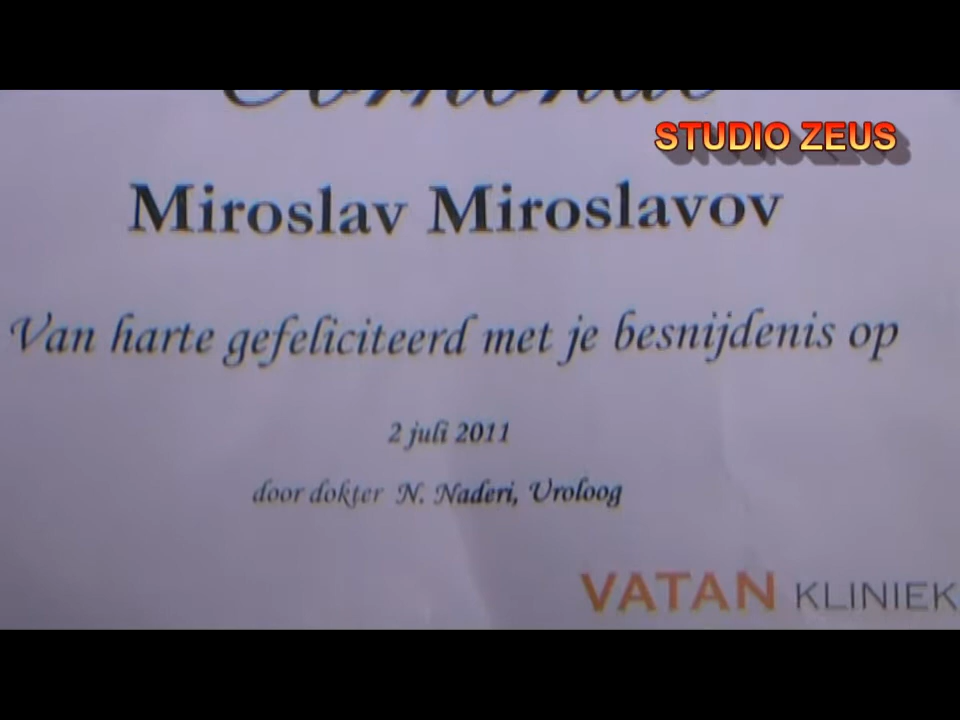 STUDIO ZEUS
Miroslav Miroslavov
Van harte gefeliciteerd met je besnijdenis op
2 juli 2011
door dokter N. Naderi, Uroloog
VATAN KLINIEK